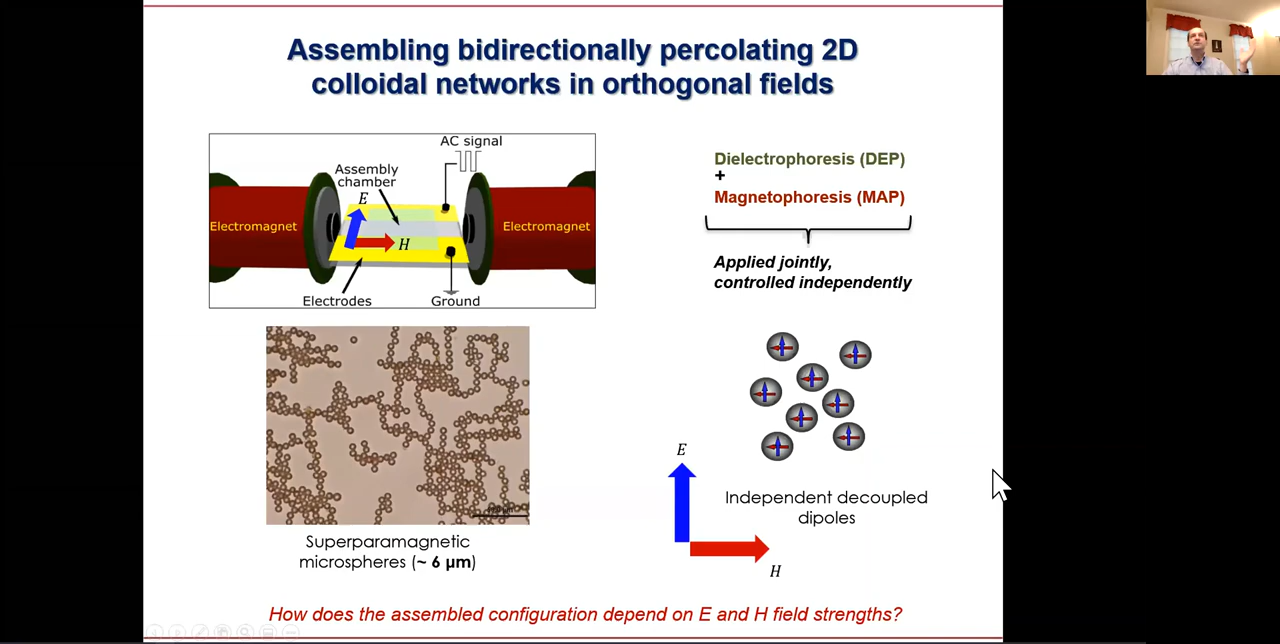 Assembling bidirectionally percolating 2D
colloidal networks in orthogonal fields
AC signal
Assembly
chamber
E
Electromagnet
Electromagnet
H
Electrodes
Ground
Dielectrophoresis (DEP)
+
Magnetophoresis (MAP)
Applied jointly,
controlled independently
Superparamagnetic
microspheres (~ 6 µm)
E
Independent decoupled
dipoles
H
How does the assembled configuration depend on E and H field strengths?